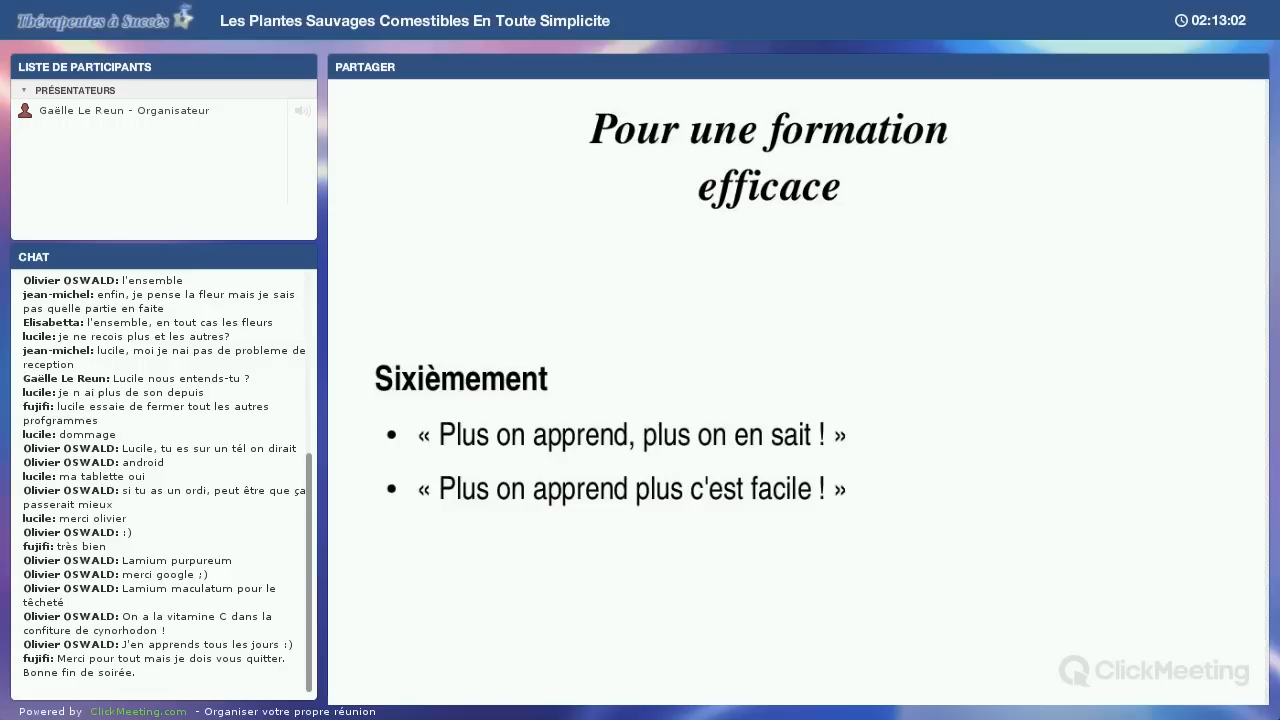 Thérapeutes à Succès
Les Plantes Sauvages Comestibles En Toute Simplicite
02:13:02
LISTE DE PARTICIPANTS
PRÉSENTATEURS
Gaëlle Le Reun - Organisateur
CHAT
Olivier OSWALD: l'ensemble
jean-michel: enfin, je pense la fleur mais je sais
pas quelle partie en faite
Elisabetta: l'ensemble, en tout cas les fleurs
lucile: je ne recois plus et les autres?
jean-michel: lucile, moi je nai pas de probleme de
reception
Gaëlle Le Reun: Lucile nous entends-tu ?
lucile: je n ai plus de son depuis
fujifi: lucile essaie de fermer tout les autres
profgrammes
lucile: dommage
Olivier OSWALD: Lucile, tu es sur un tél on dirait
Olivier OSWALD: android
lucile: ma tablette oui
Olivier OSWALD: si tu as un ordi, peut être que ça
passerait mieux
lucile: merci olivier
Olivier OSWALD: :)
fujifi: très bien
Olivier OSWALD: Lamium purpureum
Olivier OSWALD: merci google ;)
Olivier OSWALD: Lamium maculatum pour le
têcheté
Olivier OSWALD: On a la vitamine C dans la
confiture de cynorhodon !
Olivier OSWALD: J'en apprends tous les jours :)
fujifi: Merci pour tout mais je dois vous quitter.
Bonne fin de soirée.
PARTAGER
Pour une formation
efficace
Sixièmement
• « Plus on apprend, plus on en sait ! »
• « Plus on apprend plus c'est facile ! »
ClickMeeting
Powered by ClickMeeting.com - Organiser votre propre réunion